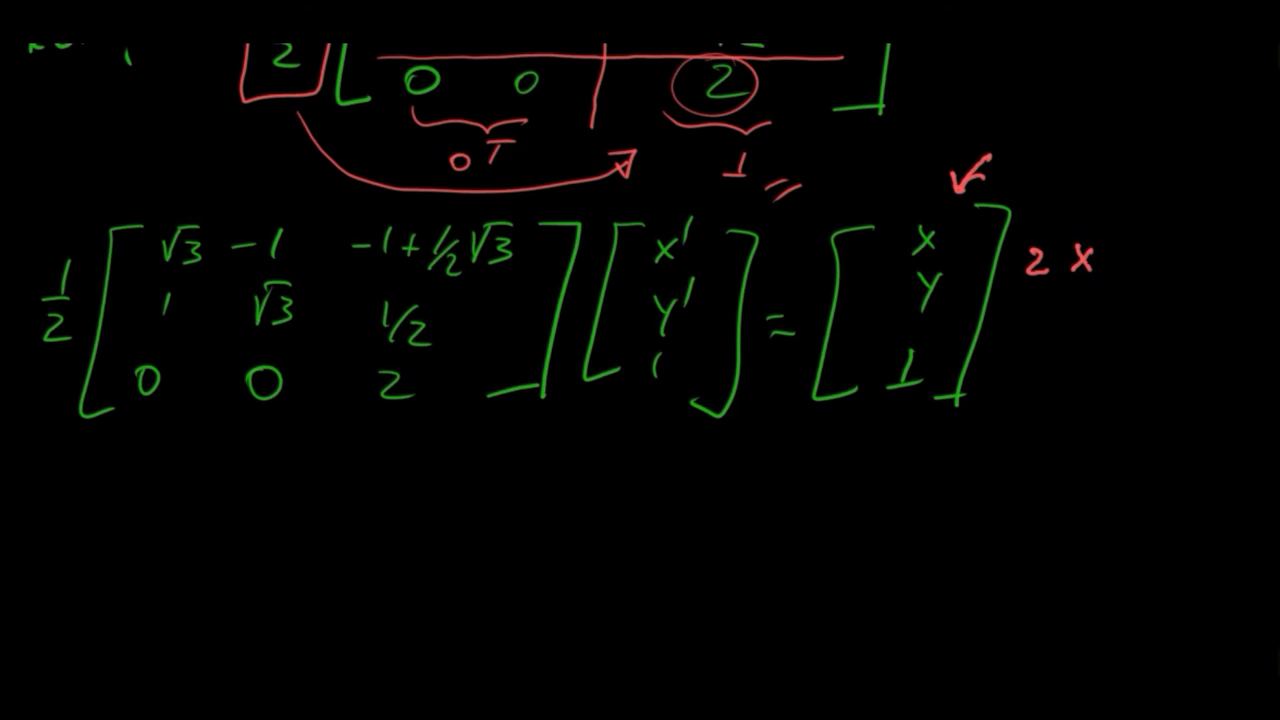 2 0 0 2
0ᵀ 1
1/2 [ √3 -1 -1+1/2√3 ] [ x' ] = [ x ] 2 x
1 √3 1/2 y' y
0 0 2 1 1